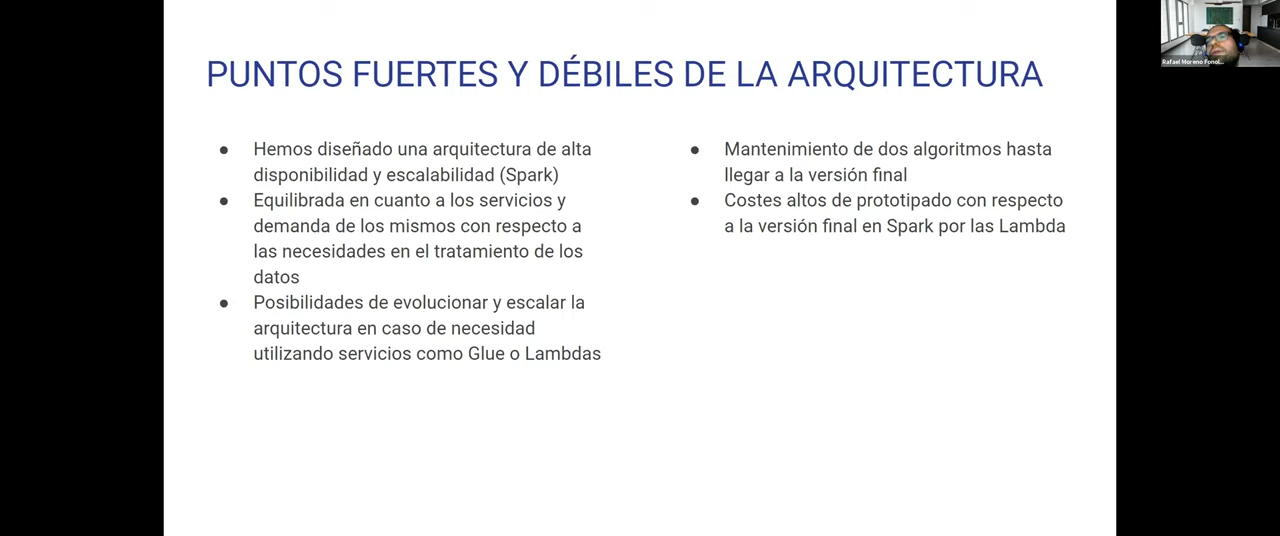 PUNTOS FUERTES Y DÉBILES DE LA ARQUITECTURA
● Hemos diseñado una arquitectura de alta
disponibilidad y escalabilidad (Spark)
● Equilibrada en cuanto a los servicios y
demanda de los mismos con respecto a
las necesidades en el tratamiento de los
datos
● Posibilidades de evolucionar y escalar la
arquitectura en caso de necesidad
utilizando servicios como Glue o Lambdas
● Mantenimiento de dos algoritmos hasta
llegar a la versión final
● Costes altos de prototipado con respecto
a la versión final en Spark por las Lambda
Rafael Moreno Fonol...